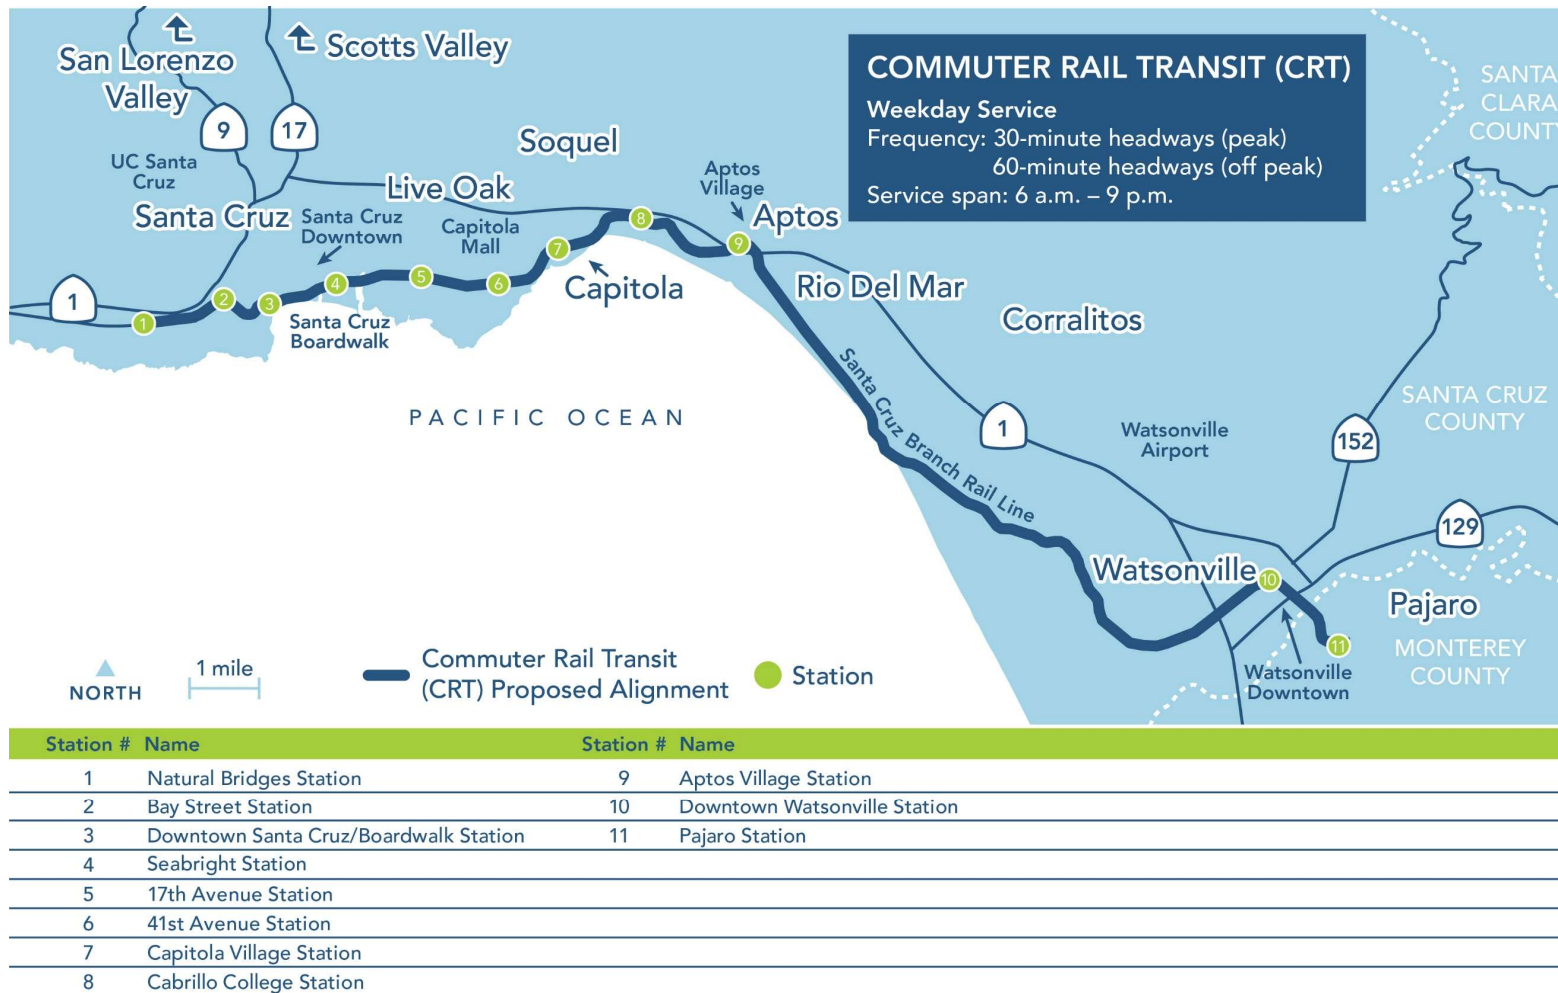 San Lorenzo
Valley
Scotts Valley
9
17
UC Santa
Cruz
Santa Cruz
Soquel
Live Oak
Santa Cruz
Downtown
Capitola
Mall
Aptos
Village
Aptos
COMMUTER RAIL TRANSIT (CRT)
Weekday Service
Frequency: 30-minute headways (peak)
60-minute headways (off peak)
Service span: 6 a.m. – 9 p.m.
SANTA
CLARA
COUNTY
1
1
2
3
4
5
6
7
8
9
Santa Cruz
Boardwalk
Capitola
Rio Del Mar
Corralitos
PACIFIC OCEAN
Santa Cruz Branch Rail Line
1
Watsonville
Airport
152
SANTA CRUZ
COUNTY
129
Watsonville
10
Pajaro
11
MONTEREY
COUNTY
Watsonville
Downtown
NORTH
1 mile
Commuter Rail Transit
(CRT) Proposed Alignment
Station
Station # Name Station # Name
1 Natural Bridges Station 9 Aptos Village Station
2 Bay Street Station 10 Downtown Watsonville Station
3 Downtown Santa Cruz/Boardwalk Station 11 Pajaro Station
4 Seabright Station
5 17th Avenue Station
6 41st Avenue Station
7 Capitola Village Station
8 Cabrillo College Station